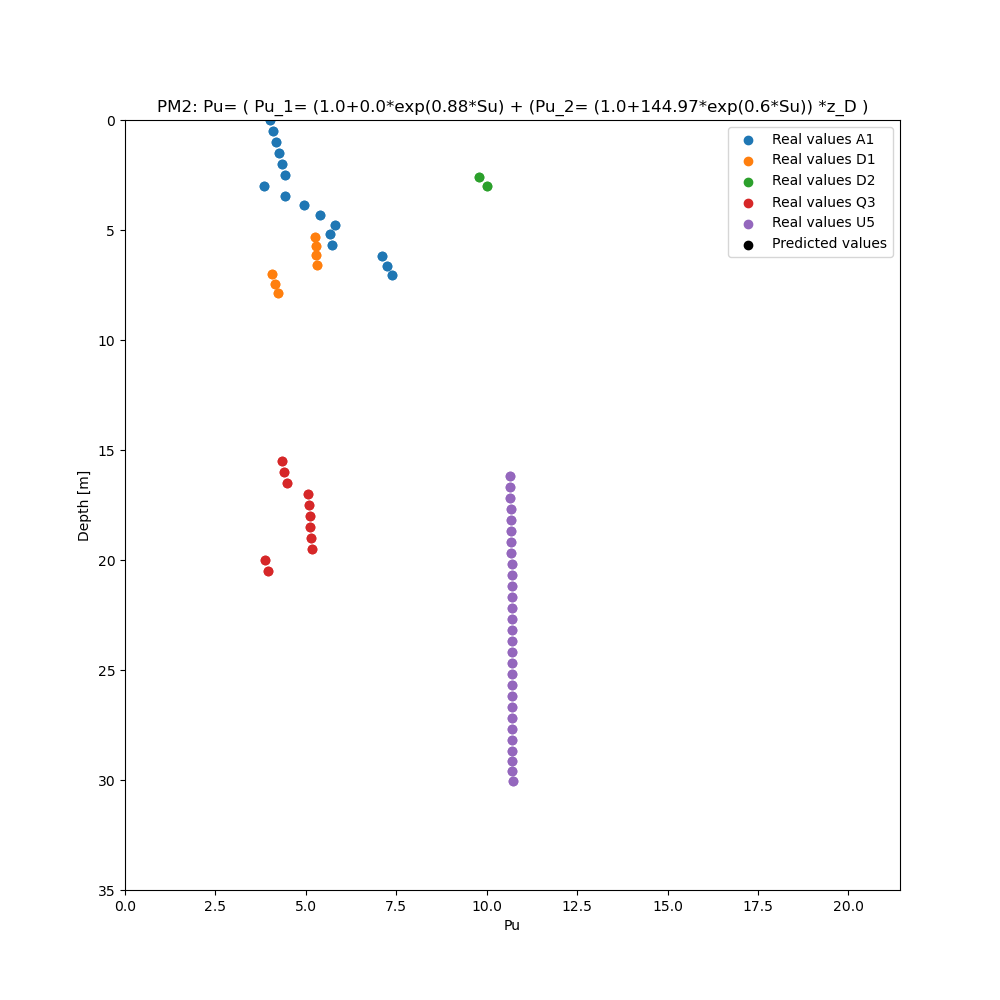 PM2: Pu= ( Pu_1= (1.0+0.0*exp(0.88*Su) + (Pu_2= (1.0+144.97*exp(0.6*Su)) *z_D )
Real values A1
Real values D1
Real values D2
Real values Q3
Real values U5
Predicted values
Depth [m]
0
5
10
15
20
25
30
35
0.0 2.5 5.0 7.5 10.0 12.5 15.0 17.5 20.0
Pu